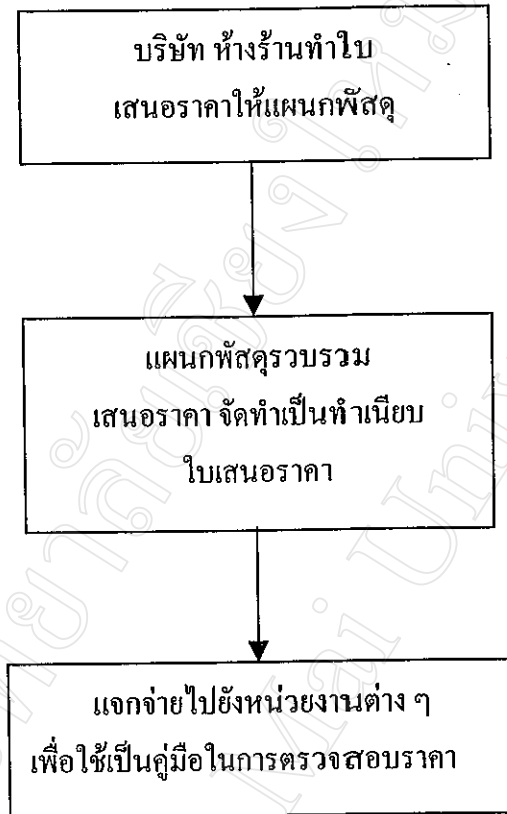 บริษัท ห้างร้านทำใบ
เสนอราคาให้แผนกพัสดุ
แผนกพัสดุรวบรวม
เสนอราคา จัดทำเป็นทำเนียบ
ใบเสนอราคา
แจกจ่ายไปยังหน่วยงานต่าง ๆ
เพื่อใช้เป็นคู่มือในการตรวจสอบราคา